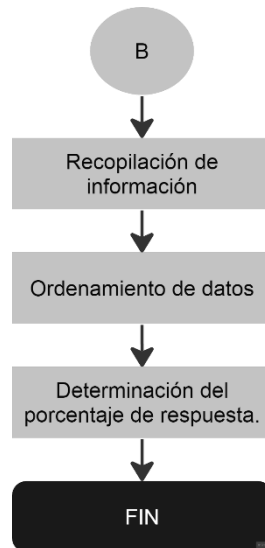 B
Recopilación de
información
Ordenamiento de datos
Determinación del
porcentaje de respuesta.
FIN